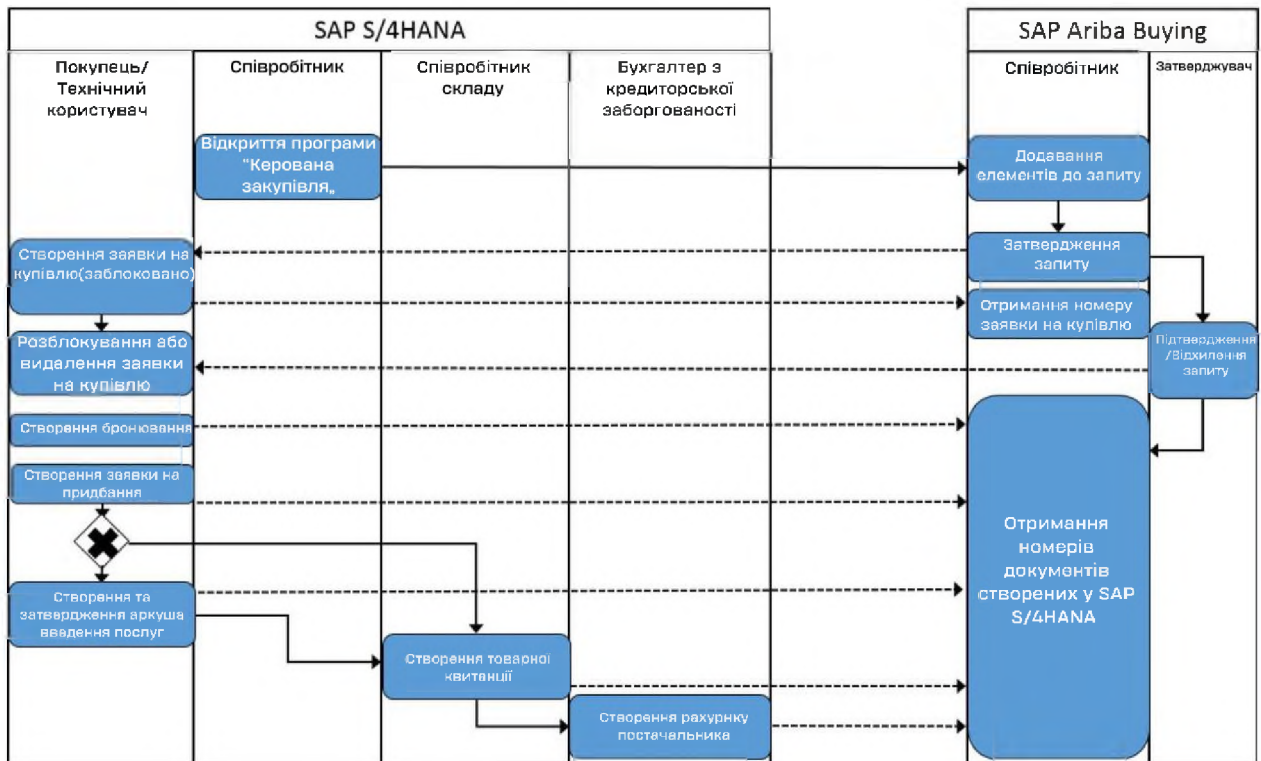 SAP S/4HANA
SAP Ariba Buying
Покупець/
Технічний
користувач
Співробітник
Співробітник
складу
Бухгалтер з
кредиторської
заборгованості
Співробітник
Затверджувач
Відкриття програми
"Керована
закупівля„
Додавання
елементів до запиту
Створення заявки на
купівлю(заблоковано)
Затвердження
запиту
Отримання номеру
заявки на купівлю
Розблокування або
видалення заявки
на купівлю
Підтвердження
/Відхилення
запиту
Створення бронювання
Створення заявки на
придбання
Отримання
номерів
документів
створених у SAP
S/4HANA
Створення та
затвердження аркуша
введення послуг
Створення товарної
квитанції
Створення рахурнку
постачальника